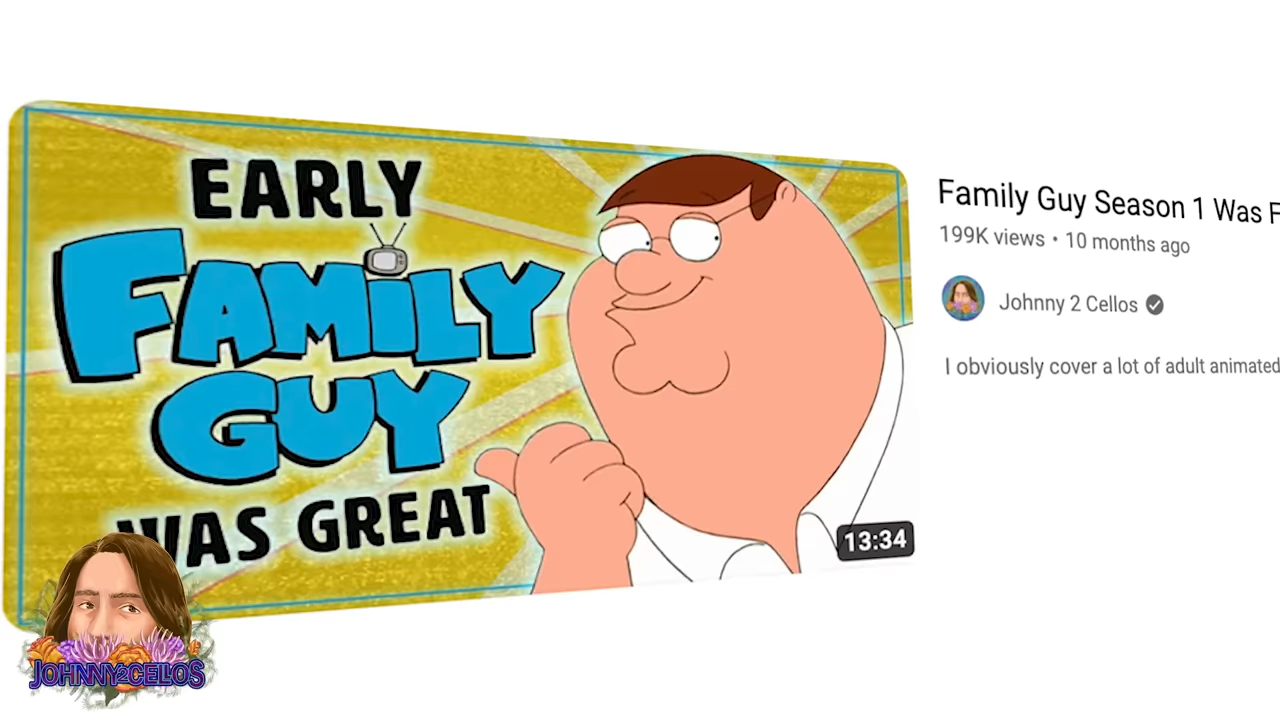 EARLY
FAMILY
GUY
WAS GREAT
13:34
Family Guy Season 1 Was F
199K views • 10 months ago
Johnny 2 Cellos
I obviously cover a lot of adult animated
JOHNNY2CELLOS